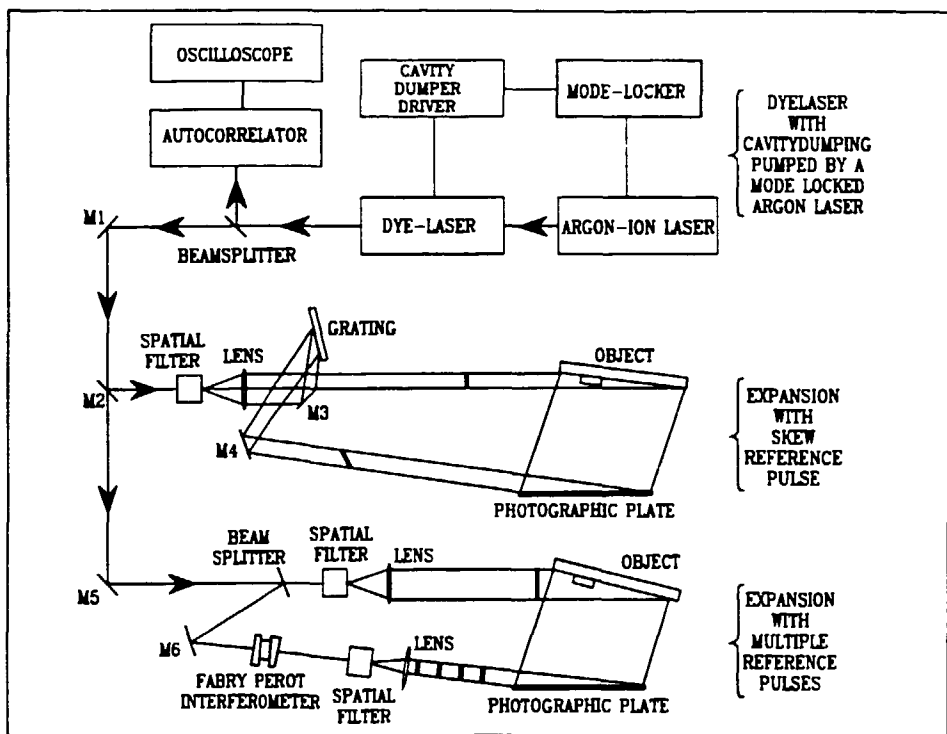 OSCILLOSCOPE
AUTOCORRELATOR
CAVITY
DUMPER
DRIVER
MODE-LOCKER
DYELASER
WITH
CAVITYDUMPING
PUMPED BY A
MODE LOCKED
ARGON LASER
M1
BEAMSPLITTER
DYE-LASER
ARGON-ION LASER
GRATING
SPATIAL
FILTER
LENS
OBJECT
M2
M3
M4
EXPANSION
WITH
SKEW
REFERENCE
PULSE
PHOTOGRAPHIC PLATE
BEAM
SPLITTER
SPATIAL
FILTER
LENS
OBJECT
M5
M6
LENS
EXPANSION
WITH
MULTIPLE
REFERENCE
PULSES
FABRY PEROT
INTERFEROMETER
SPATIAL
FILTER
PHOTOGRAPHIC PLATE